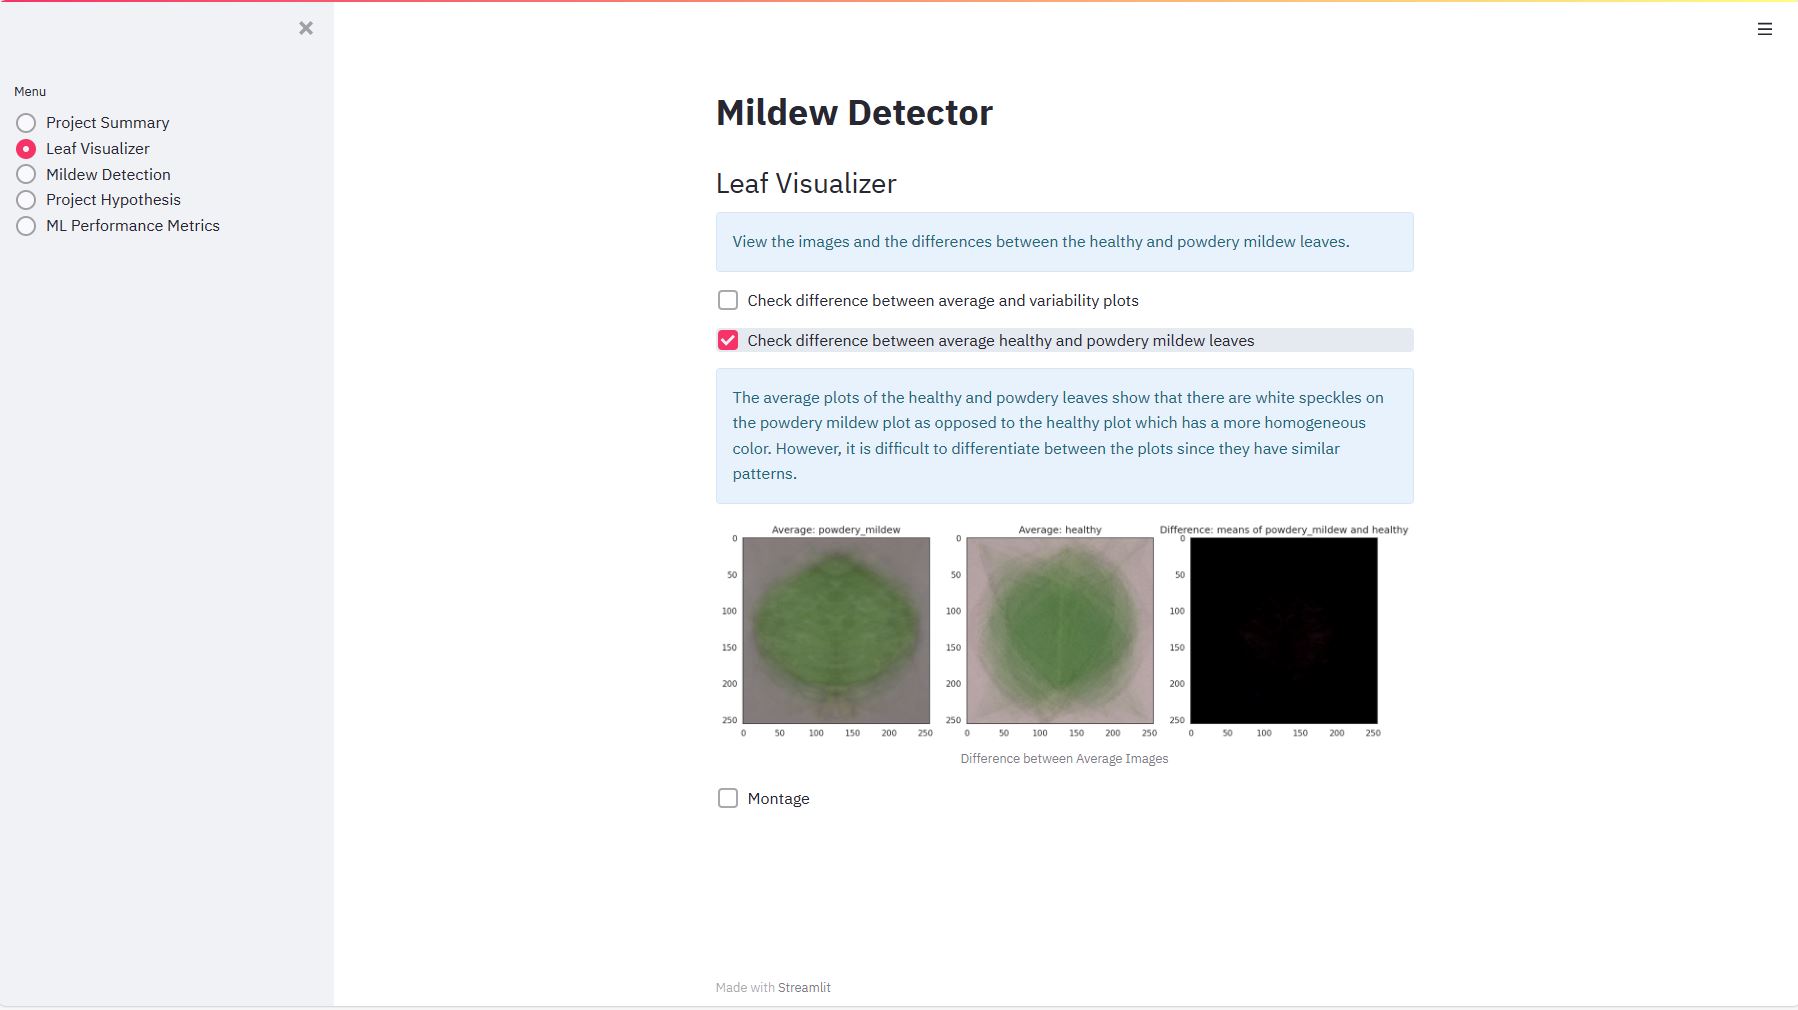 Menu
Project Summary
Leaf Visualizer
Mildew Detection
Project Hypothesis
ML Performance Metrics
Mildew Detector
Leaf Visualizer
View the images and the differences between the healthy and powdery mildew leaves.
Check difference between average and variability plots
Check difference between average healthy and powdery mildew leaves
The average plots of the healthy and powdery leaves show that there are white speckles on
the powdery mildew plot as opposed to the healthy plot which has a more homogeneous
color. However, it is difficult to differentiate between the plots since they have similar
patterns.
Average: powdery_mildew
0
50
100
150
200
250
0 50 100 150 200 250
Average: healthy
0
50
100
150
200
250
0 50 100 150 200 250
Difference: means of powdery_mildew and healthy
0
50
100
150
200
250
0 50 100 150 200 250
Difference between Average Images
Montage
Made with Streamlit